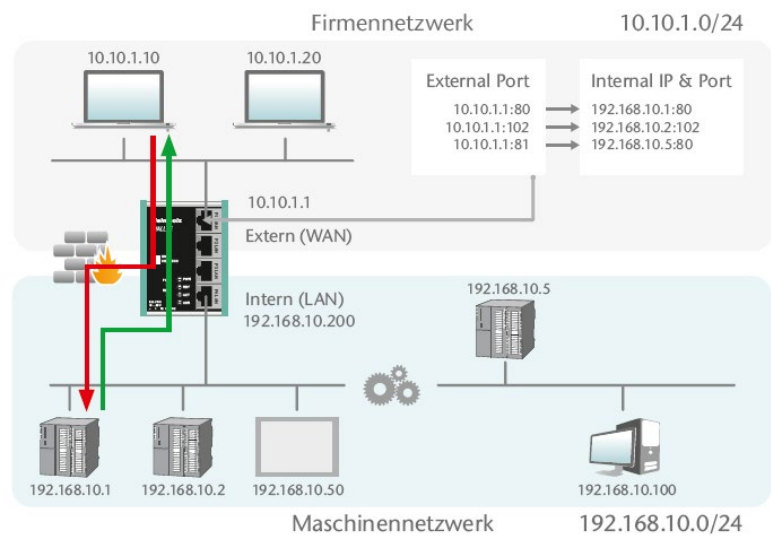 Firmennetzwerk 10.10.1.0/24
10.10.1.10
10.10.1.20
External Port
10.10.1.1:80
10.10.1.1:102
10.10.1.1:81
Internal IP & Port
192.168.10.1:80
192.168.10.2:102
192.168.10.5:80
10.10.1.1
Extern (WAN)
Intern (LAN)
192.168.10.200
192.168.10.5
192.168.10.1
192.168.10.2
192.168.10.50
192.168.10.100
Maschinennetzwerk 192.168.10.0/24